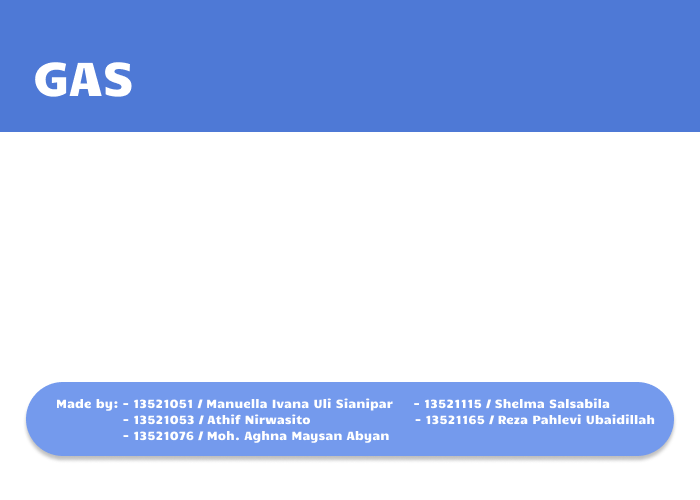 GAS
Made by: - 13521051 / Manuella Ivana Uli Sianipar - 13521115 / Shelma Salsabila
- 13521053 / Athif Nirwasito - 13521165 / Reza Pahlevi Ubaidillah
- 13521076 / Moh. Aghna Maysan Abyan